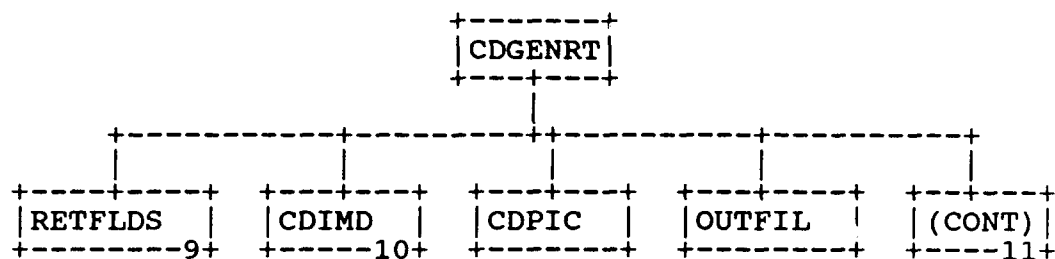 CDGENRT
RETFLDS CDIMD CDPIC OUTFIL (CONT)
9 10 11